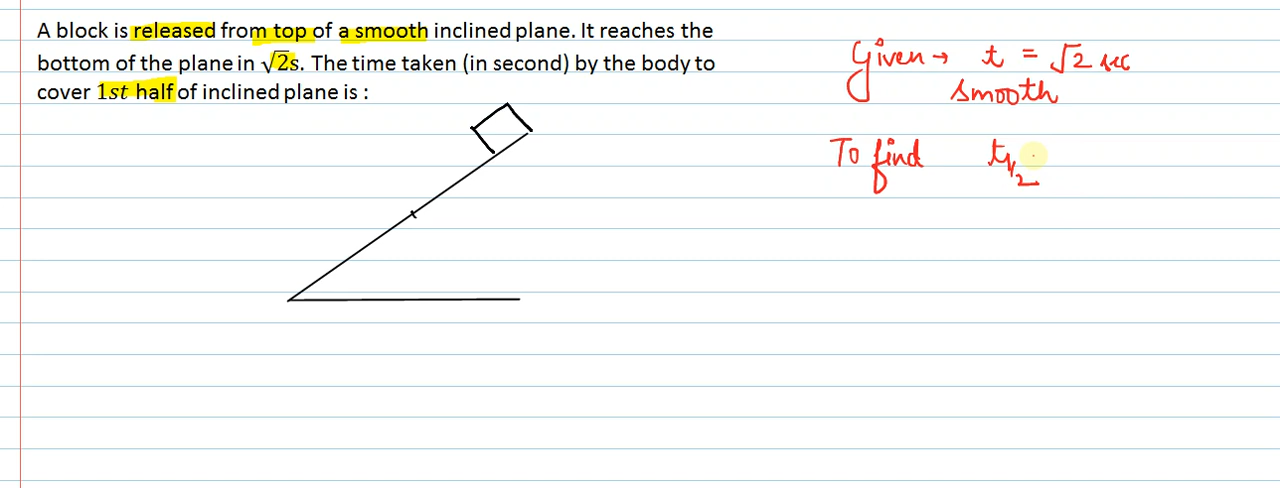 A block is released from top of a smooth inclined plane. It reaches the
bottom of the plane in √2s. The time taken (in second) by the body to
cover 1st half of inclined plane is :
Given → t = √2 sec
smooth
To find t1/2